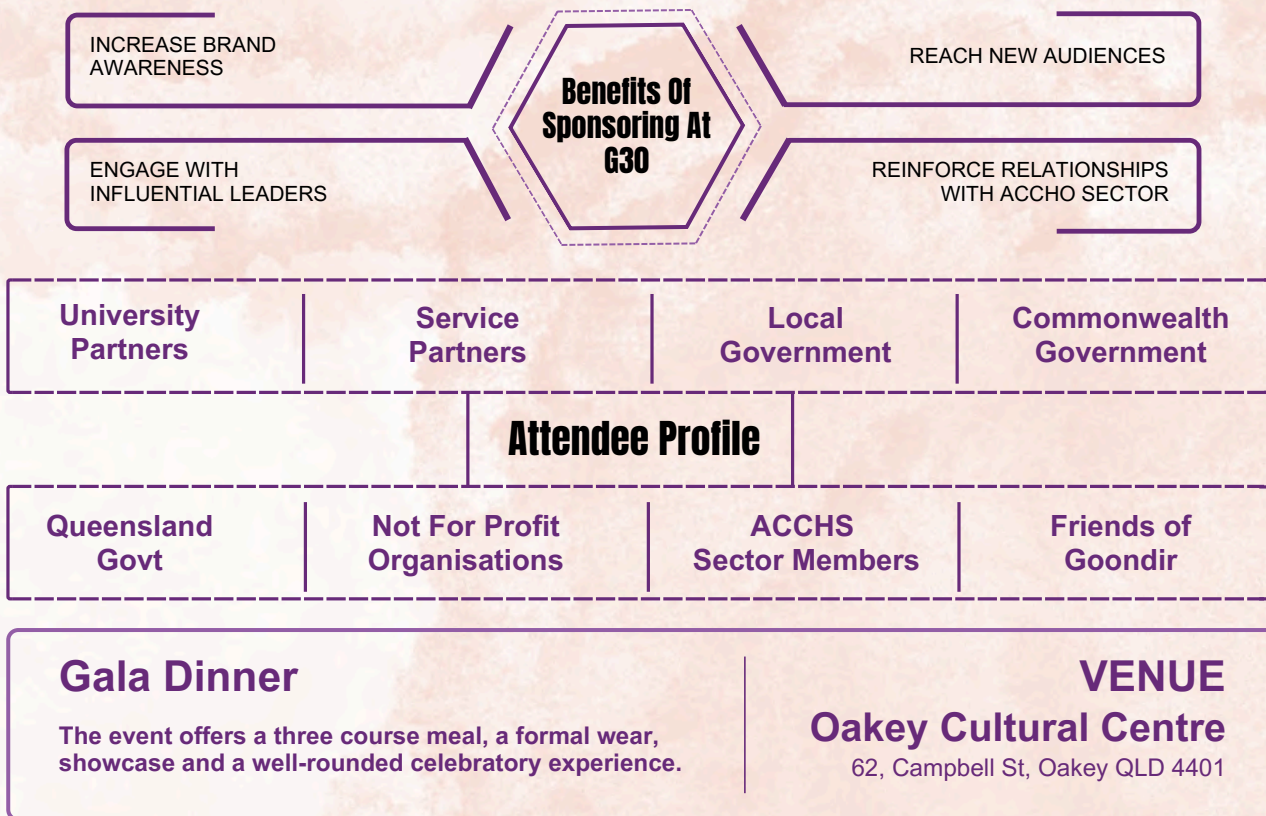 INCREASE BRAND
AWARENESS
Benefits Of
Sponsoring At
G30
REACH NEW AUDIENCES
ENGAGE WITH
INFLUENTIAL LEADERS
REINFORCE RELATIONSHIPS
WITH ACCHO SECTOR
University
Partners
Service
Partners
Local
Government
Commonwealth
Government
Attendee Profile
Queensland
Govt
Not For Profit
Organisations
ACCHS
Sector Members
Friends of
Goondir
Gala Dinner
The event offers a three course meal, a formal wear,
showcase and a well-rounded celebratory experience.
VENUE
Oakey Cultural Centre
62, Campbell St, Oakey QLD 4401